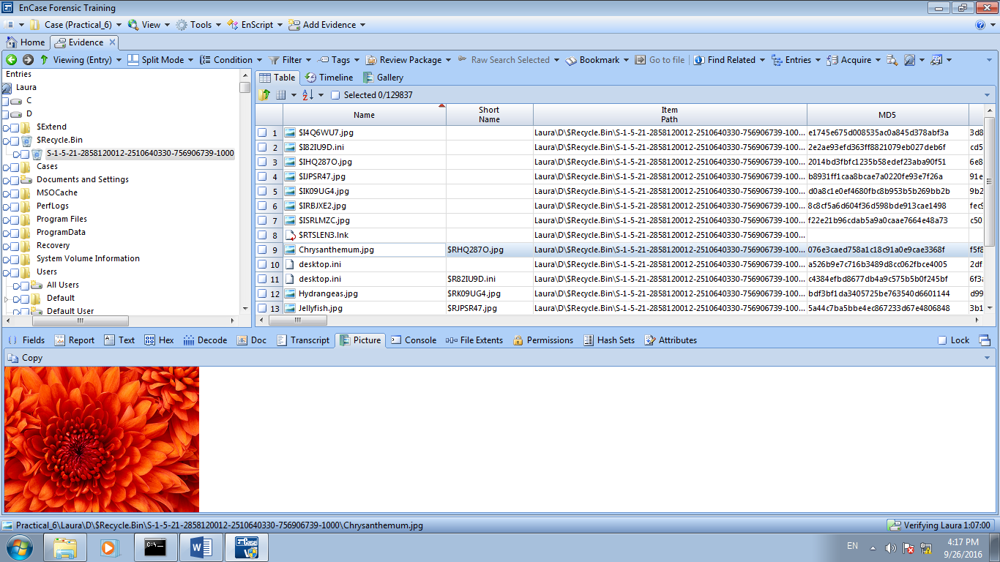 EnCase Forensic Training
Case (Practical_6) View Tools EnScript Add Evidence
Home Evidence
Viewing (Entry) Split Mode Condition Filter Tags Review Package Raw Search Selected Bookmark Go to file Find Related Entries Acquire
Entries
Laura
C
D
$Extend
$Recycle.Bin
S-1-5-21-2858120012-2510640330-756906739-1000
Cases
Documents and Settings
MSOCache
PerfLogs
Program Files
ProgramData
Recovery
System Volume Information
Users
All Users
Default
Default User
Table Timeline Gallery
Selected 0/129837
Name Short Name Item Path MD5
1 $I4Q6WU7.jpg Laura\D\$Recycle.Bin\S-1-5-21-2858120012-2510640330-756906739-100... e1745e675d008535ac0a845d378abf3a 3d8
2 $I82IU9D.ini Laura\D\$Recycle.Bin\S-1-5-21-2858120012-2510640330-756906739-100... 2e2ae93efd363ff8821079eb027deb6f cd5
3 $IHQ287O.jpg Laura\D\$Recycle.Bin\S-1-5-21-2858120012-2510640330-756906739-100... 2014bd3fbfc1235b58edef23aba90f51 6e8
4 $IJPSR47.jpg Laura\D\$Recycle.Bin\S-1-5-21-2858120012-2510640330-756906739-100... b8931ff1caa8bcae7a0220fe93e7f26a 91e
5 $IK09UG4.jpg Laura\D\$Recycle.Bin\S-1-5-21-2858120012-2510640330-756906739-100... d0a8c1e0ef4680fbc8b953b5b269bb2b 9b2
6 $IRBJXE2.jpg Laura\D\$Recycle.Bin\S-1-5-21-2858120012-2510640330-756906739-100... 8c8cf5a6d604f36d598bde913cae1498 fec9
7 $ISRLMZC.jpg Laura\D\$Recycle.Bin\S-1-5-21-2858120012-2510640330-756906739-100... f22e21b96cdab5a9a0caae7664e48a73 c50
8 $RTSLEN3.lnk Laura\D\$Recycle.Bin\S-1-5-21-2858120012-2510640330-756906739-100...
9 Chrysanthemum.jpg $RHQ287O.jpg Laura\D\$Recycle.Bin\S-1-5-21-2858120012-2510640330-756906739-100... 076e3caed758a1c18c91a0e9cae3368f f5f8
10 desktop.ini Laura\D\$Recycle.Bin\S-1-5-21-2858120012-2510640330-756906739-100... a526b9e7c716b3489d8cc062fbce4005 2df
11 desktop.ini $R82IU9D.ini Laura\D\$Recycle.Bin\S-1-5-21-2858120012-2510640330-756906739-100... c4384efbd8677db4a9c575b5b0f245bf 6f3
12 Hydrangeas.jpg $RK09UG4.jpg Laura\D\$Recycle.Bin\S-1-5-21-2858120012-2510640330-756906739-100... bdf3bf1da3405725be763540d6601144 d99
13 Jellyfish.jpg $RJPSR47.jpg Laura\D\$Recycle.Bin\S-1-5-21-2858120012-2510640330-756906739-100... 5a44c7ba5bbe4ec867233d67e4806848 3b1
Fields Report Text Hex Decode Doc Transcript Picture Console File Extents Permissions Hash Sets Attributes Lock
Copy
Practical_6\Laura\D\$Recycle.Bin\S-1-5-21-2858120012-2510640330-756906739-1000\Chrysanthemum.jpg Verifying Laura 1:07:00
EN 4:17 PM
9/26/2016